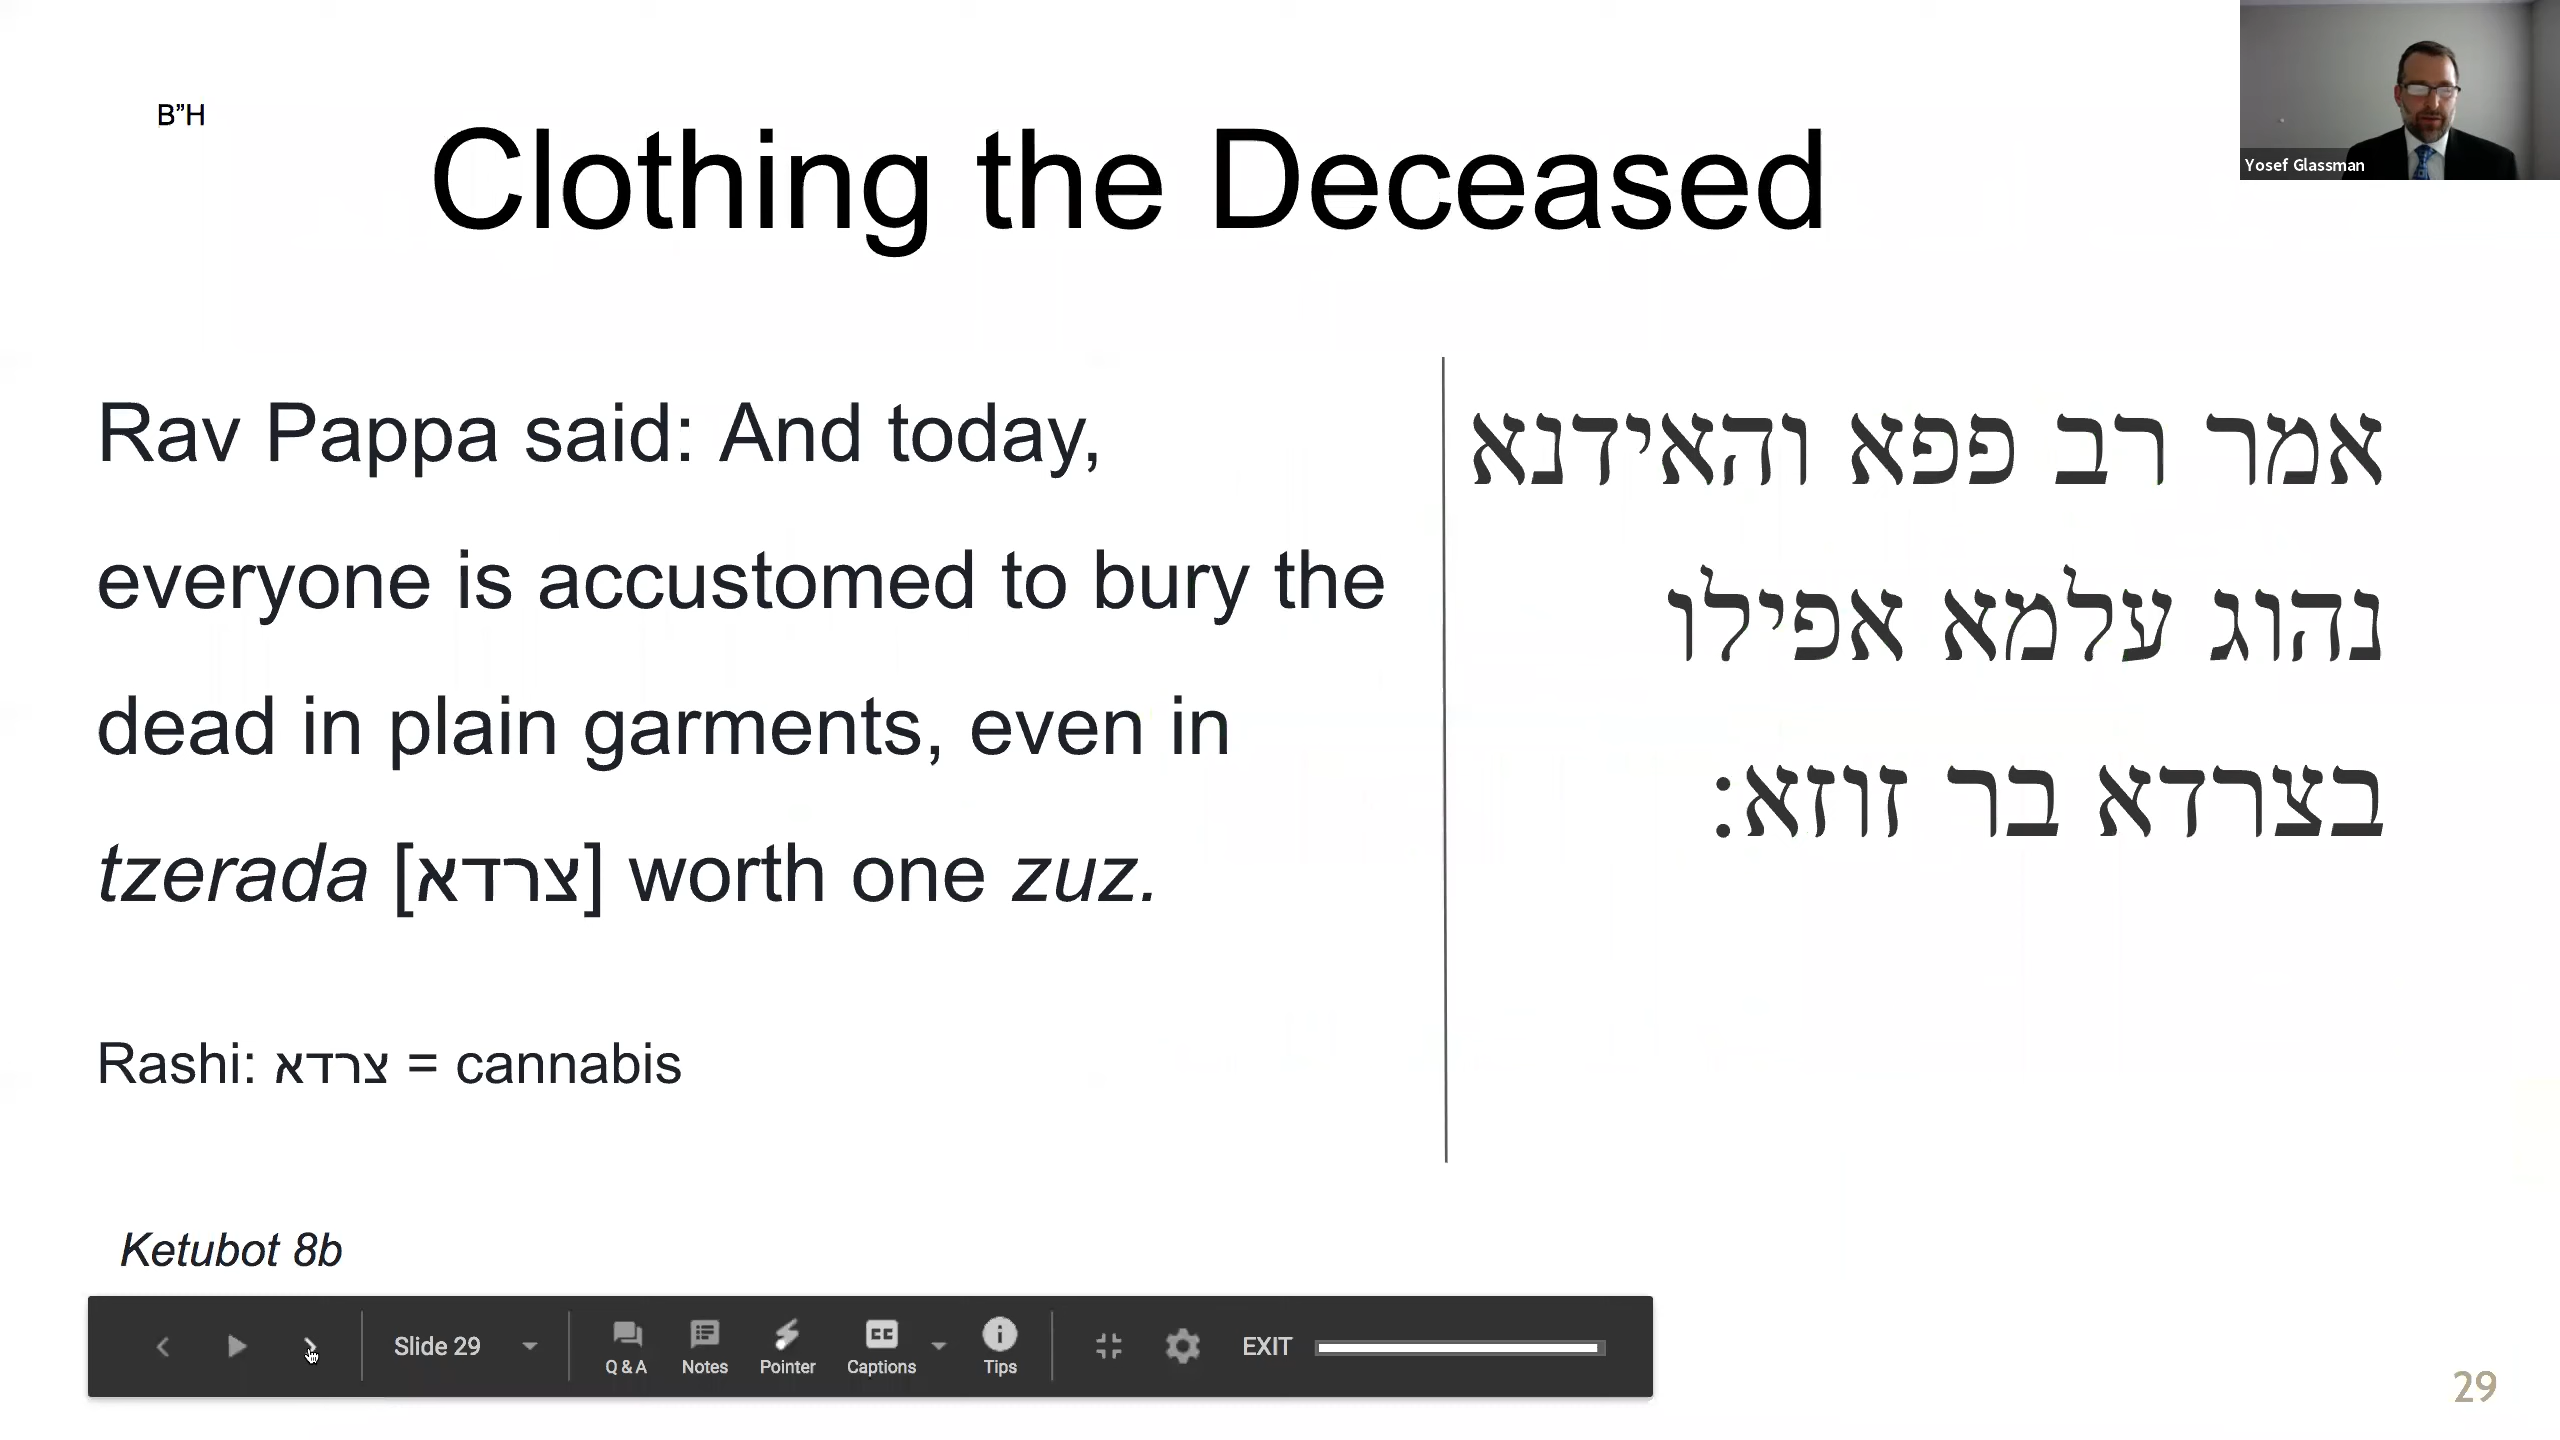 B”H
Clothing the Deceased
Yosef Glassman
Rav Pappa said: And today,
everyone is accustomed to bury the
dead in plain garments, even in
tzerada [צרדא] worth one zuz.
Rashi: צרדא = cannabis
אמר רב פפא והאידנא
נהוג עלמא אפילו
בצרדא בר זוזא:
Ketubot 8b
Slide 29
Q & A
Notes
Pointer
CC
Captions
Tips
EXIT
29